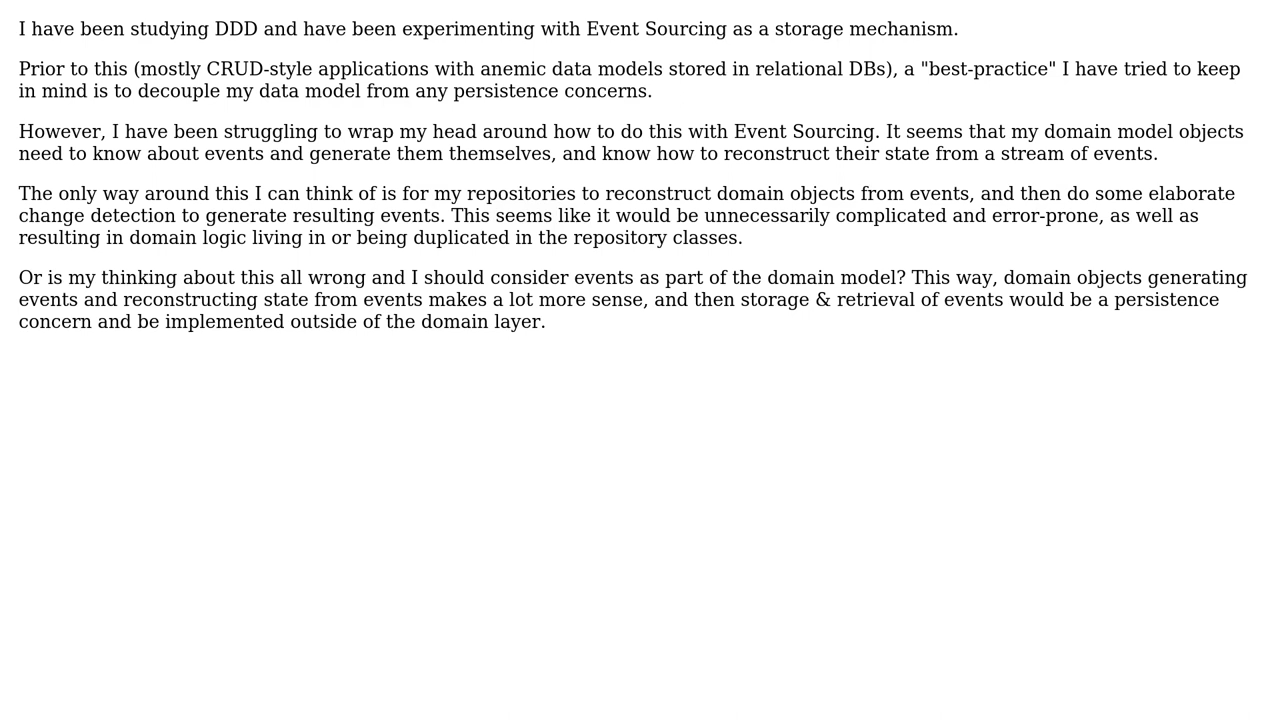 I have been studying DDD and have been experimenting with Event Sourcing as a storage mechanism.
Prior to this (mostly CRUD-style applications with anemic data models stored in relational DBs), a "best-practice" I have tried to keep
in mind is to decouple my data model from any persistence concerns.
However, I have been struggling to wrap my head around how to do this with Event Sourcing. It seems that my domain model objects
need to know about events and generate them themselves, and know how to reconstruct their state from a stream of events.
The only way around this I can think of is for my repositories to reconstruct domain objects from events, and then do some elaborate
change detection to generate resulting events. This seems like it would be unnecessarily complicated and error-prone, as well as
resulting in domain logic living in or being duplicated in the repository classes.
Or is my thinking about this all wrong and I should consider events as part of the domain model? This way, domain objects generating
events and reconstructing state from events makes a lot more sense, and then storage & retrieval of events would be a persistence
concern and be implemented outside of the domain layer.